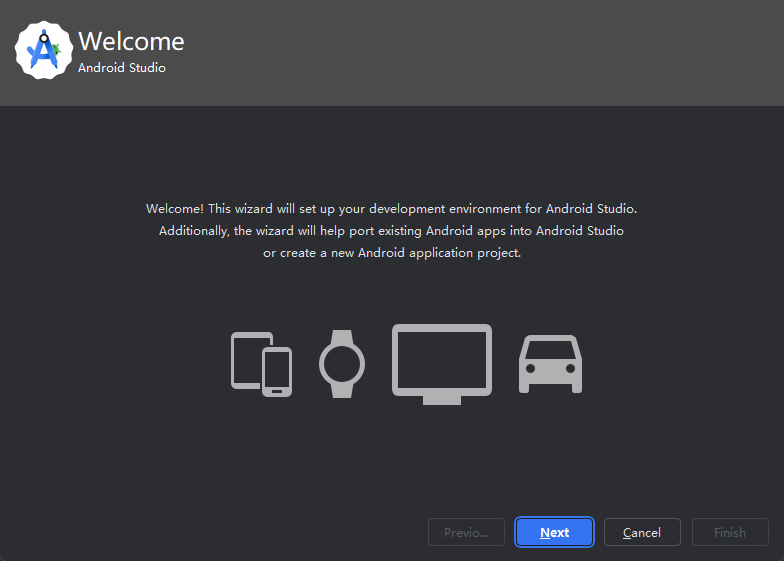 Welcome
Android Studio
Welcome! This wizard will set up your development environment for Android Studio.
Additionally, the wizard will help port existing Android apps into Android Studio
or create a new Android application project.
Previo...
Next
Cancel
Finish